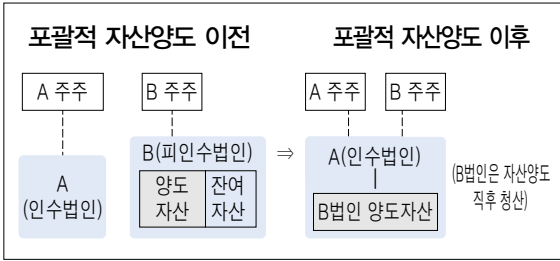 포괄적 자산양도 이전
A 주주
B 주주
A
(인수법인)
B(피인수법인)
양도
자산
잔여
자산
⇒
포괄적 자산양도 이후
A 주주
B 주주
A(인수법인)
B법인 양도자산
(B법인은 자산양도
직후 청산)